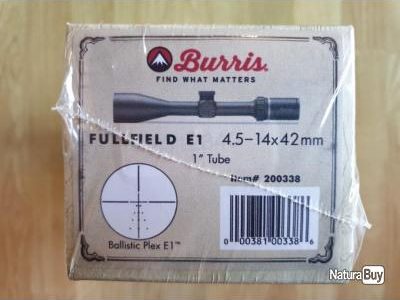 Burris
FIND WHAT MATTERS
FULLFIELD E1 4.5-14x42mm
1" Tube
Item# 200338
Ballistic Plex E1™
0 00381 00338 6
NaturaBuy